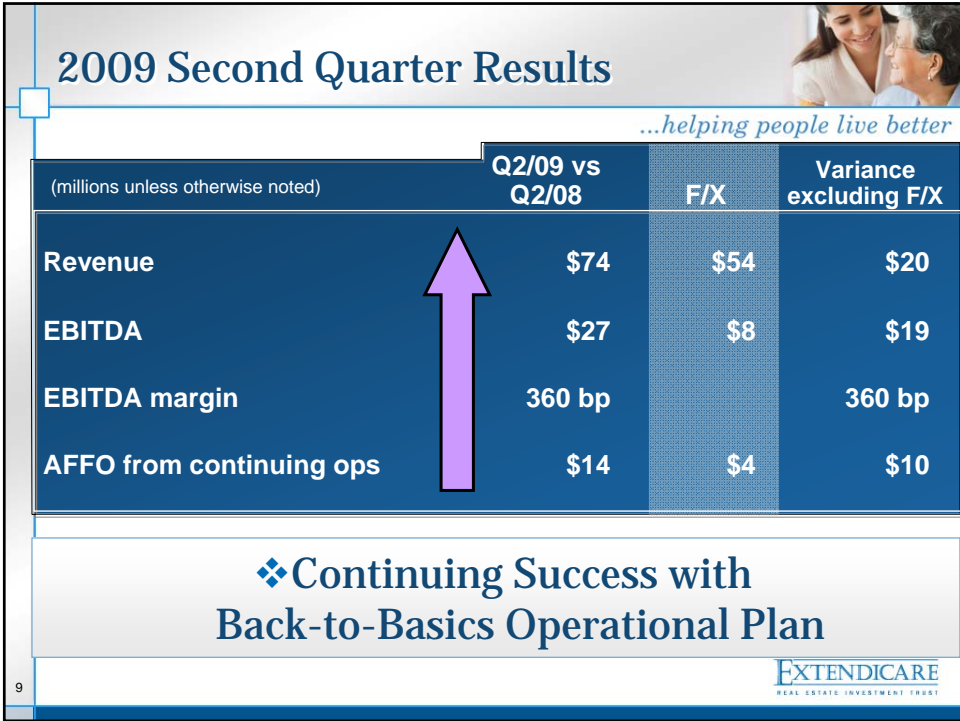 2009 Second Quarter Results
...helping people live better
(millions unless otherwise noted) Q2/09 vs Q2/08 F/X Variance excluding F/X
Revenue $74 $54 $20
EBITDA $27 $8 $19
EBITDA margin 360 bp 360 bp
AFFO from continuing ops $14 $4 $10
❖Continuing Success with
Back-to-Basics Operational Plan
EXTENDICARE
REAL ESTATE INVESTMENT TRUST
9